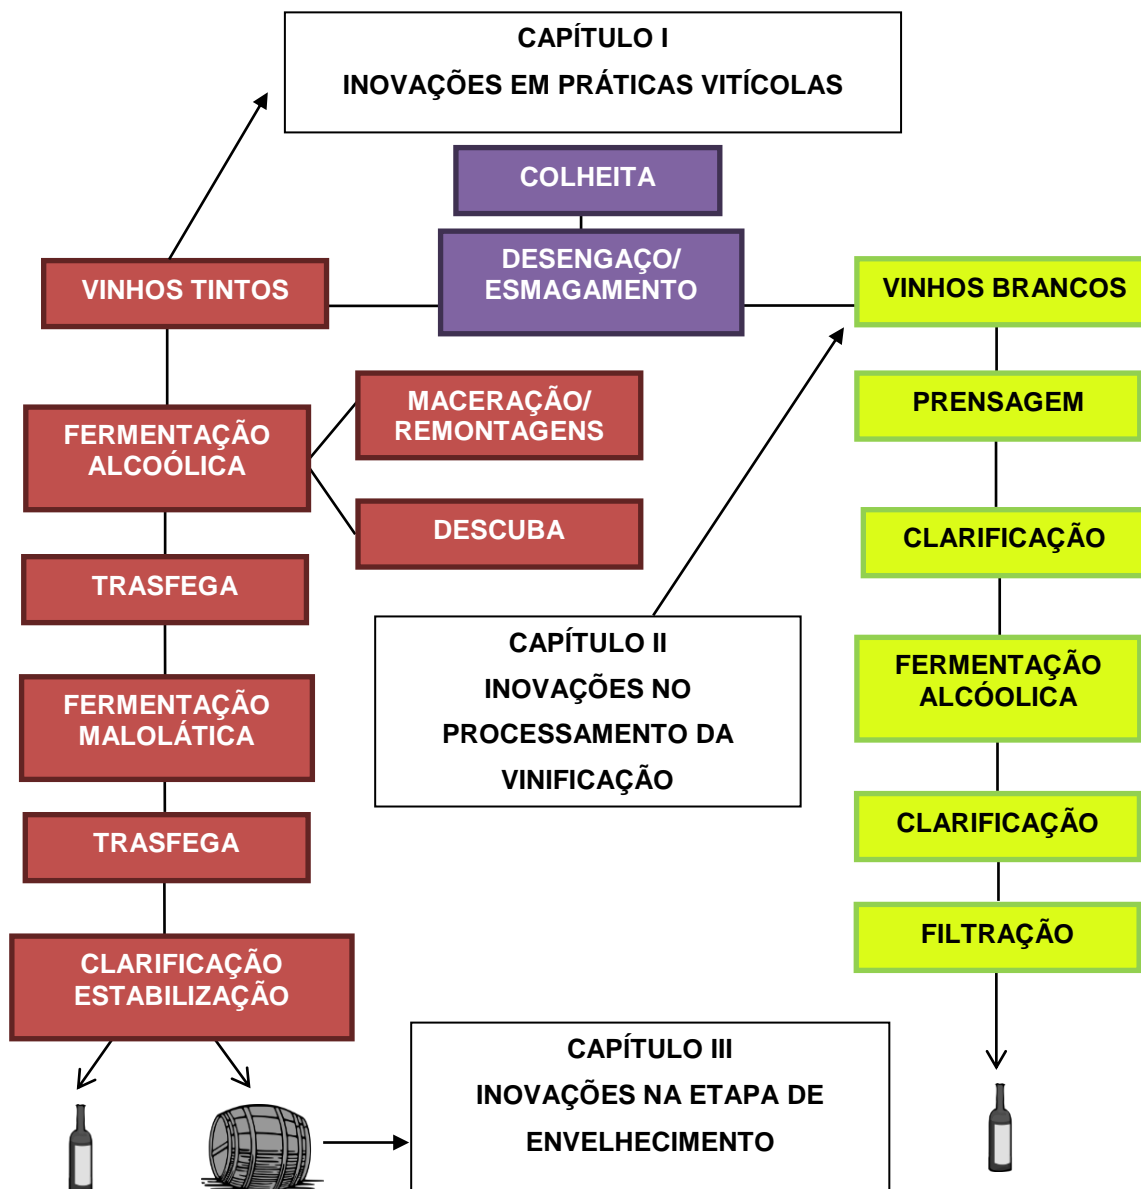 CAPÍTULO I
INOVAÇÕES EM PRÁTICAS VITÍCOLAS
COLHEITA
DESENGAÇO/
ESMAGAMENTO
VINHOS TINTOS
VINHOS BRANCOS
FERMENTAÇÃO
ALCOÓLICA
MACERAÇÃO/
REMONTAGENS
DESCUBA
TRASFEGA
FERMENTAÇÃO
MALOLÁTICA
TRASFEGA
CLARIFICAÇÃO
ESTABILIZAÇÃO
CAPÍTULO II
INOVAÇÕES NO
PROCESSAMENTO DA
VINIFICAÇÃO
PRENSAGEM
CLARIFICAÇÃO
FERMENTAÇÃO
ALCÓOLICA
CLARIFICAÇÃO
FILTRAÇÃO
CAPÍTULO III
INOVAÇÕES NA ETAPA DE
ENVELHECIMENTO